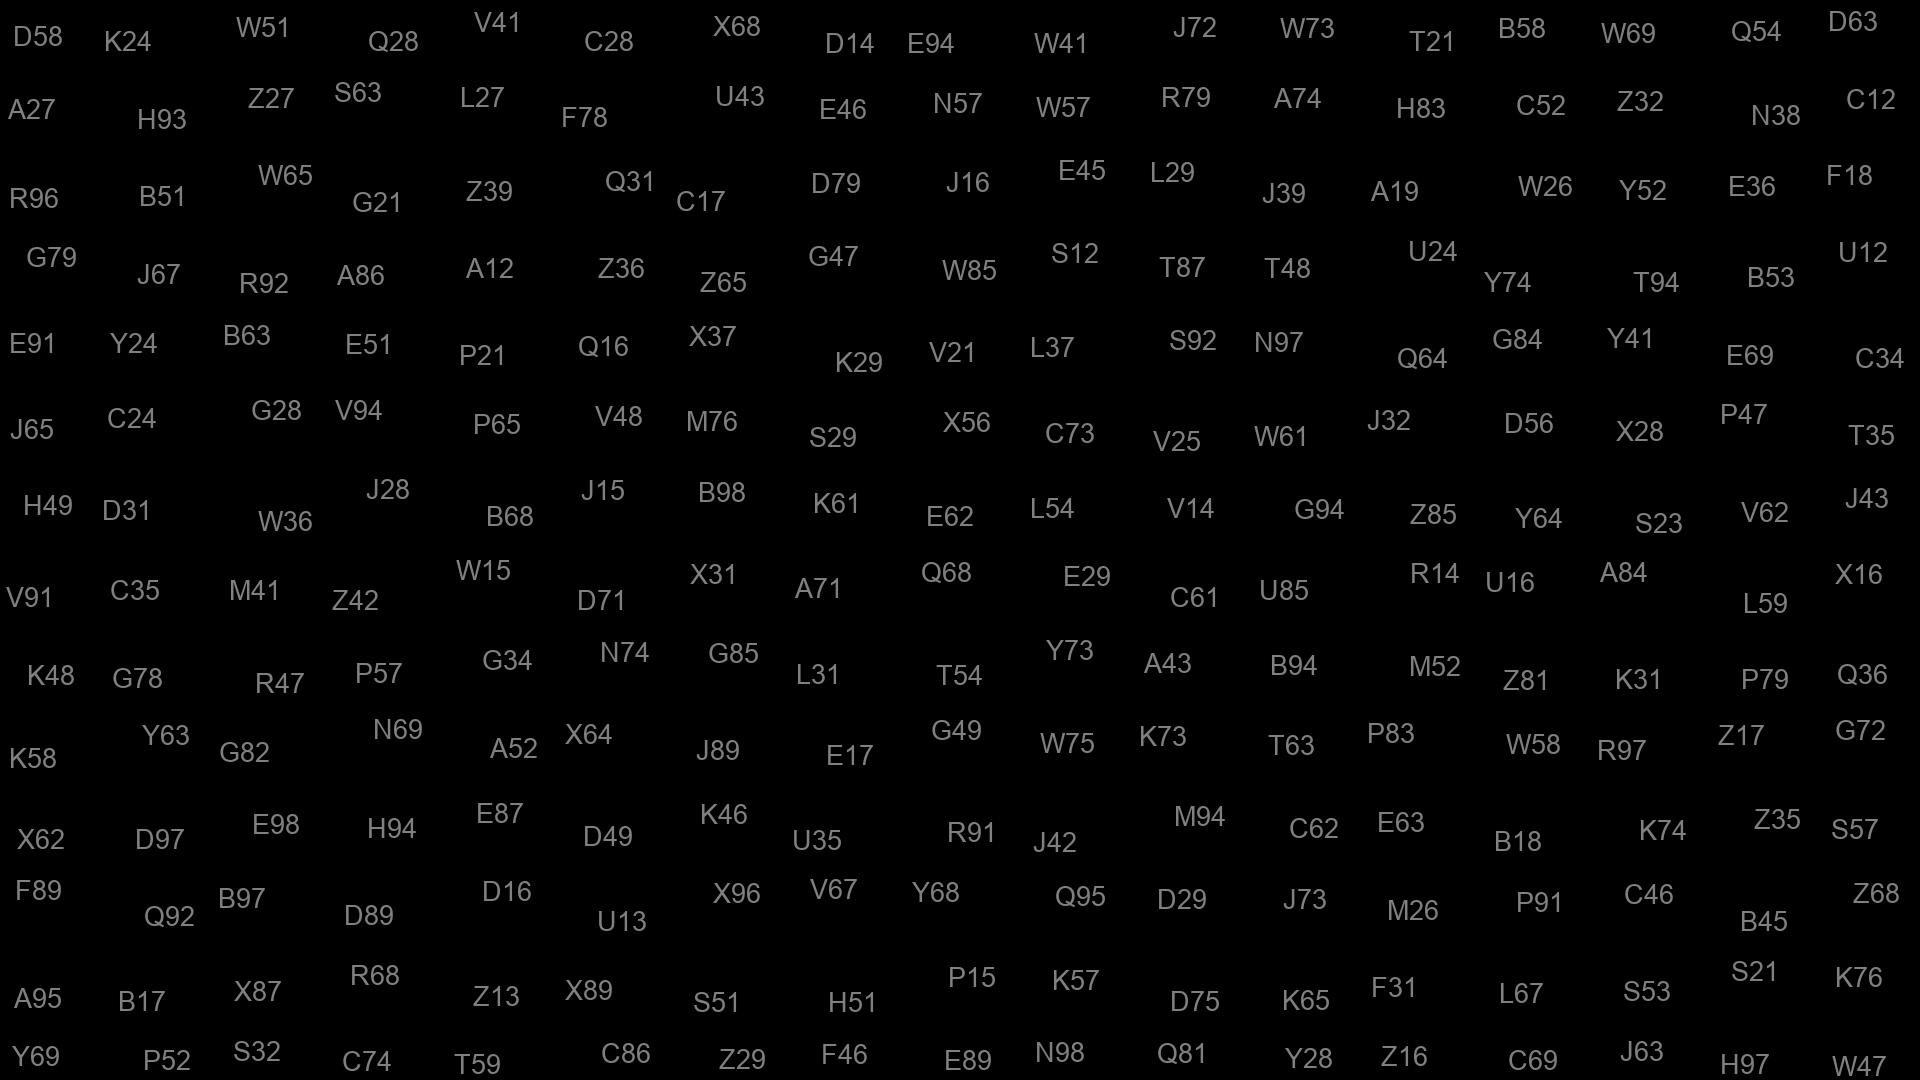 D58 K24 W51 Q28 V41 C28 X68 D14 E94 W41 J72 W73 T21 B58 W69 Q54 D63
A27 H93 Z27 S63 L27 F78 U43 E46 N57 W57 R79 A74 H83 C52 Z32 N38 C12
R96 B51 W65 G21 Z39 Q31 C17 D79 J16 E45 L29 J39 A19 W26 Y52 E36 F18
G79 J67 R92 A86 A12 Z36 Z65 G47 W85 S12 T87 T48 U24 Y74 T94 B53 U12
E91 Y24 B63 E51 P21 Q16 X37 K29 V21 L37 S92 N97 Q64 G84 Y41 E69 C34
J65 C24 G28 V94 P65 V48 M76 S29 X56 C73 V25 W61 J32 D56 X28 P47 T35
H49 D31 W36 J28 B68 J15 B98 K61 E62 L54 V14 G94 Z85 Y64 S23 V62 J43
V91 C35 M41 Z42 W15 D71 X31 A71 Q68 E29 C61 U85 R14 U16 A84 L59 X16
K48 G78 R47 P57 G34 N74 G85 L31 T54 Y73 A43 B94 M52 Z81 K31 P79 Q36
K58 Y63 G82 N69 A52 X64 J89 E17 G49 W75 K73 T63 P83 W58 R97 Z17 G72
X62 D97 E98 H94 E87 D49 K46 U35 R91 J42 M94 C62 E63 B18 K74 Z35 S57
F89 Q92 B97 D89 D16 U13 X96 V67 Y68 Q95 D29 J73 M26 P91 C46 B45 Z68
A95 B17 X87 R68 Z13 X89 S51 H51 P15 K57 D75 K65 F31 L67 S53 S21 K76
Y69 P52 S32 C74 T59 C86 Z29 F46 E89 N98 Q81 Y28 Z16 C69 J63 H97 W47